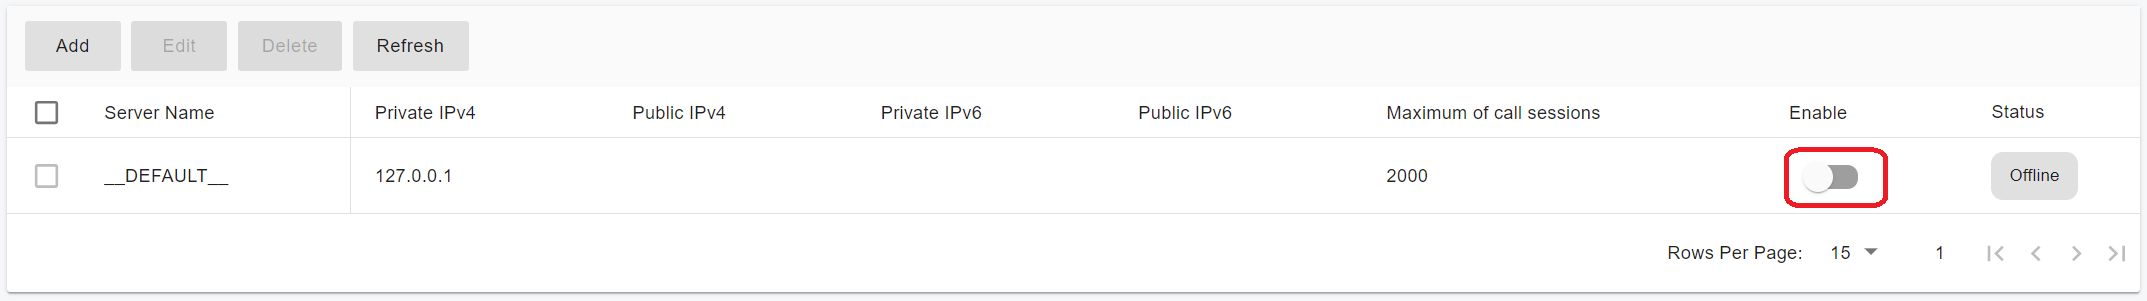 Add Edit Delete Refresh
Server Name Private IPv4 Public IPv4 Private IPv6 Public IPv6 Maximum of call sessions Enable Status
__DEFAULT__ 127.0.0.1 2000 Offline
Rows Per Page: 15 1